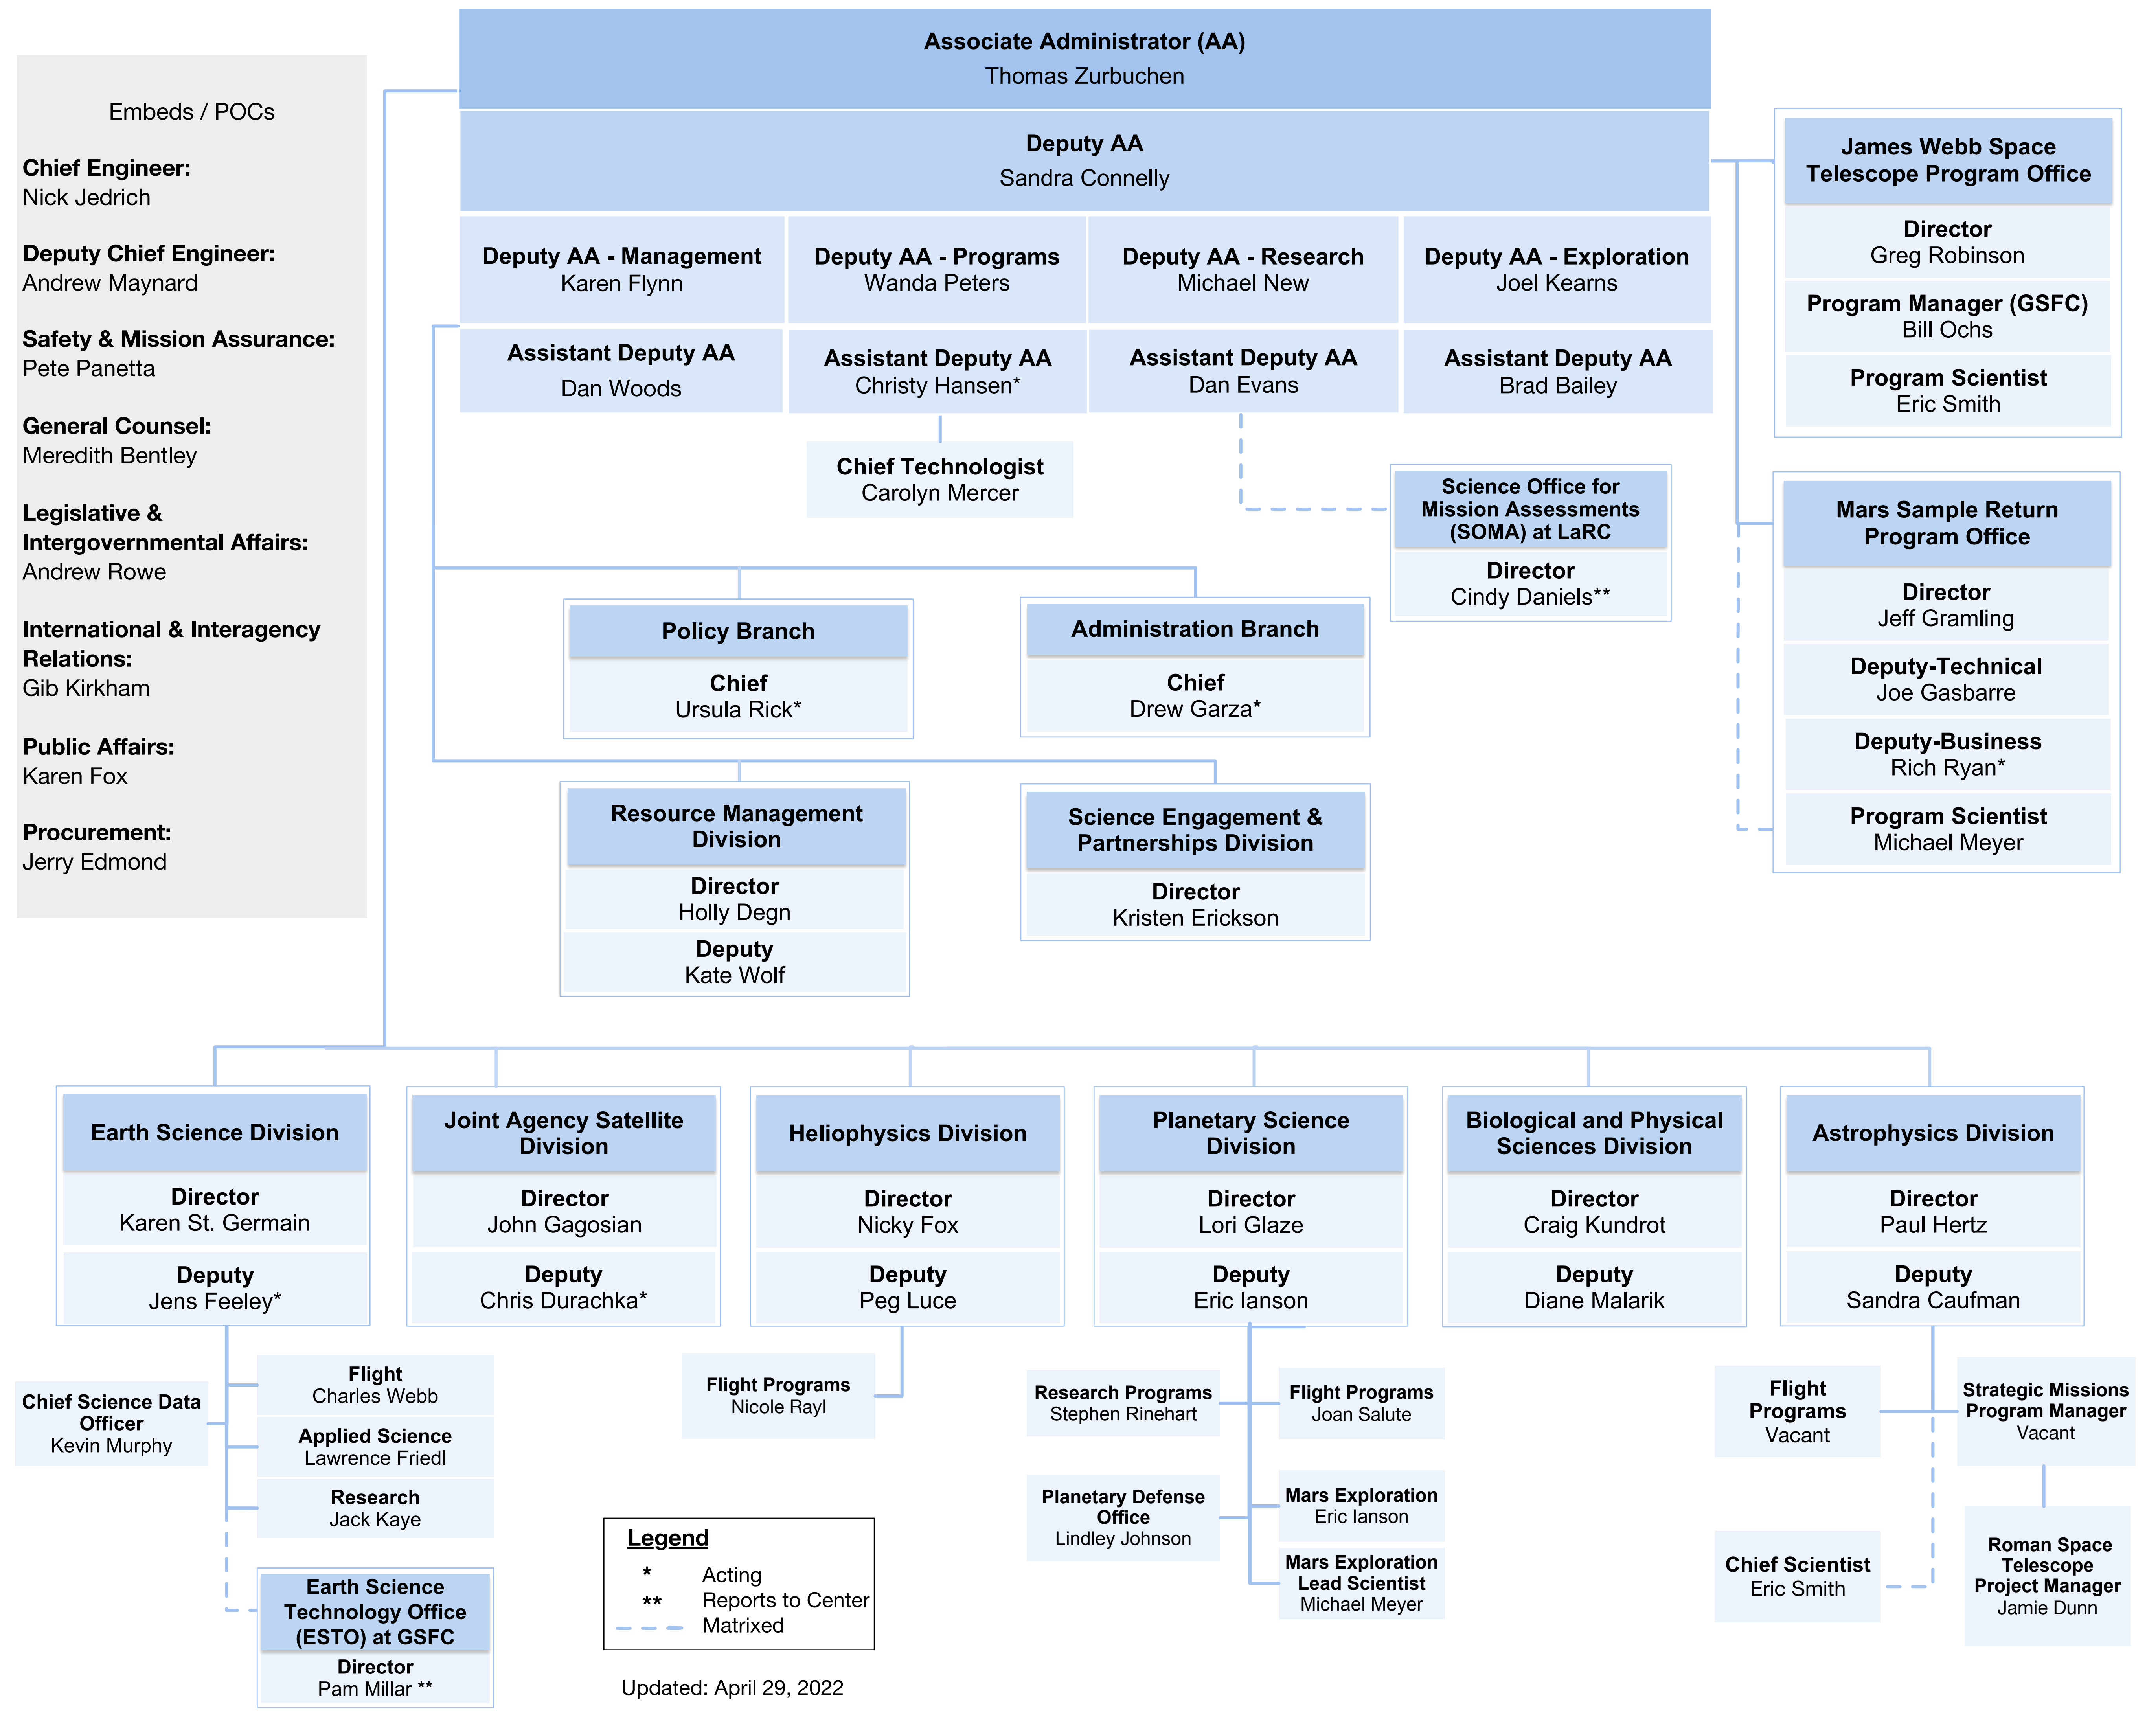 Associate Administrator (AA)
Thomas Zurbuchen
Deputy AA
Sandra Connelly
Deputy AA - Management
Karen Flynn
Deputy AA - Programs
Wanda Peters
Deputy AA - Research
Michael New
Deputy AA - Exploration
Joel Kearns
Assistant Deputy AA
Dan Woods
Assistant Deputy AA
Christy Hansen*
Assistant Deputy AA
Dan Evans
Assistant Deputy AA
Brad Bailey
Chief Technologist
Carolyn Mercer
Science Office for
Mission Assessments
(SOMA) at LaRC
Director
Cindy Daniels**
Embeds / POCs
Chief Engineer:
Nick Jedrich
Deputy Chief Engineer:
Andrew Maynard
Safety & Mission Assurance:
Pete Panetta
General Counsel:
Meredith Bentley
Legislative &
Intergovernmental Affairs:
Andrew Rowe
International & Interagency
Relations:
Gib Kirkham
Public Affairs:
Karen Fox
Procurement:
Jerry Edmond
James Webb Space
Telescope Program Office
Director
Greg Robinson
Program Manager (GSFC)
Bill Ochs
Program Scientist
Eric Smith
Mars Sample Return
Program Office
Director
Jeff Gramling
Deputy-Technical
Joe Gasbarre
Deputy-Business
Rich Ryan*
Program Scientist
Michael Meyer
Policy Branch
Chief
Ursula Rick*
Administration Branch
Chief
Drew Garza*
Resource Management
Division
Director
Holly Degn
Deputy
Kate Wolf
Science Engagement &
Partnerships Division
Director
Kristen Erickson
Earth Science Division
Director
Karen St. Germain
Deputy
Jens Feeley*
Joint Agency Satellite
Division
Director
John Gagosian
Deputy
Chris Durachka*
Heliophysics Division
Director
Nicky Fox
Deputy
Peg Luce
Planetary Science
Division
Director
Lori Glaze
Deputy
Eric Ianson
Biological and Physical
Sciences Division
Director
Craig Kundrot
Deputy
Diane Malarik
Astrophysics Division
Director
Paul Hertz
Deputy
Sandra Caufman
Chief Science Data
Officer
Kevin Murphy
Flight
Charles Webb
Applied Science
Lawrence Friedl
Research
Jack Kaye
Earth Science
Technology Office
(ESTO) at GSFC
Director
Pam Millar **
Flight Programs
Nicole Rayl
Research Programs
Stephen Rinehart
Flight Programs
Joan Salute
Planetary Defense
Office
Lindley Johnson
Mars Exploration
Eric Ianson
Mars Exploration
Lead Scientist
Michael Meyer
Flight
Programs
Vacant
Strategic Missions
Program Manager
Vacant
Chief Scientist
Eric Smith
Roman Space
Telescope
Project Manager
Jamie Dunn
Legend
* Acting
** Reports to Center
Matrixed
Updated: April 29, 2022